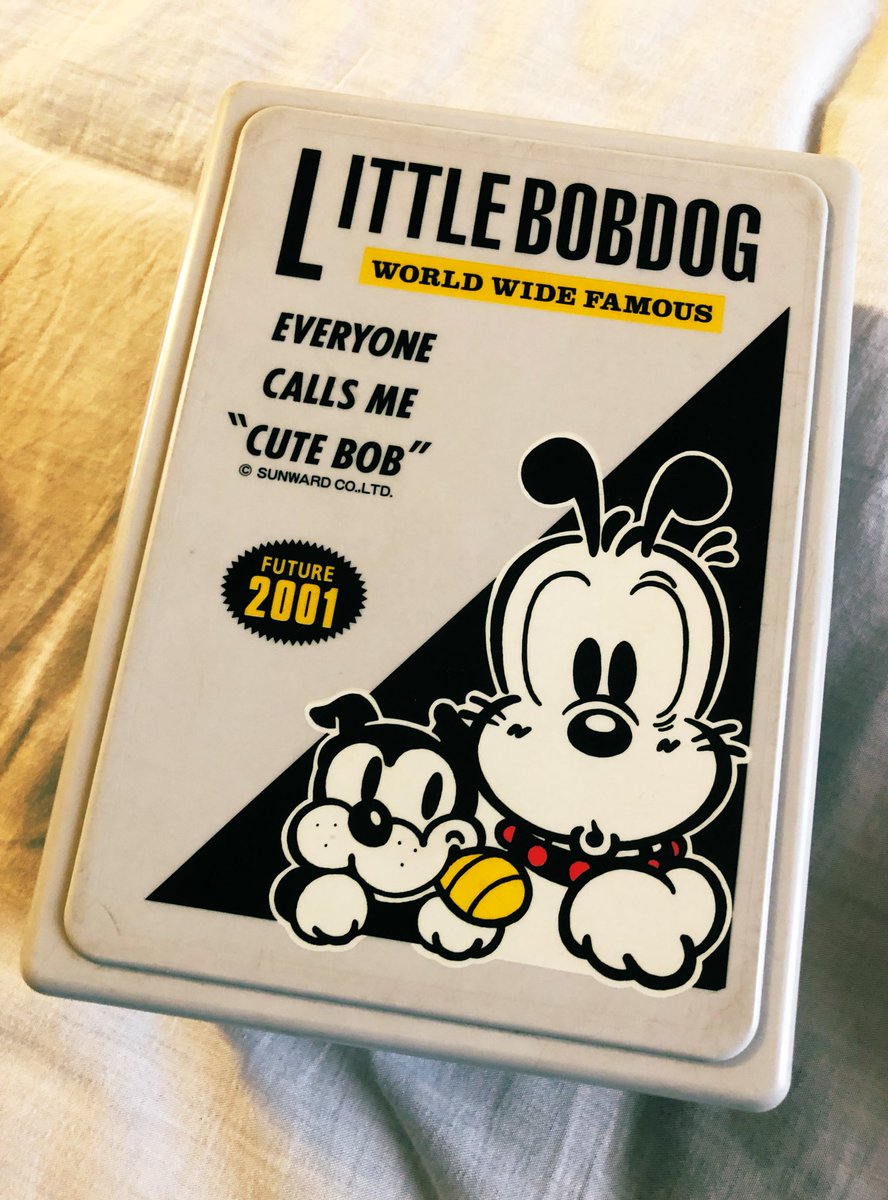 LITTLE BOBDOG
WORLD WIDE FAMOUS
EVERYONE
CALLS ME
“CUTE BOB”
© SUNWARD CO.,LTD.
FUTURE
2001